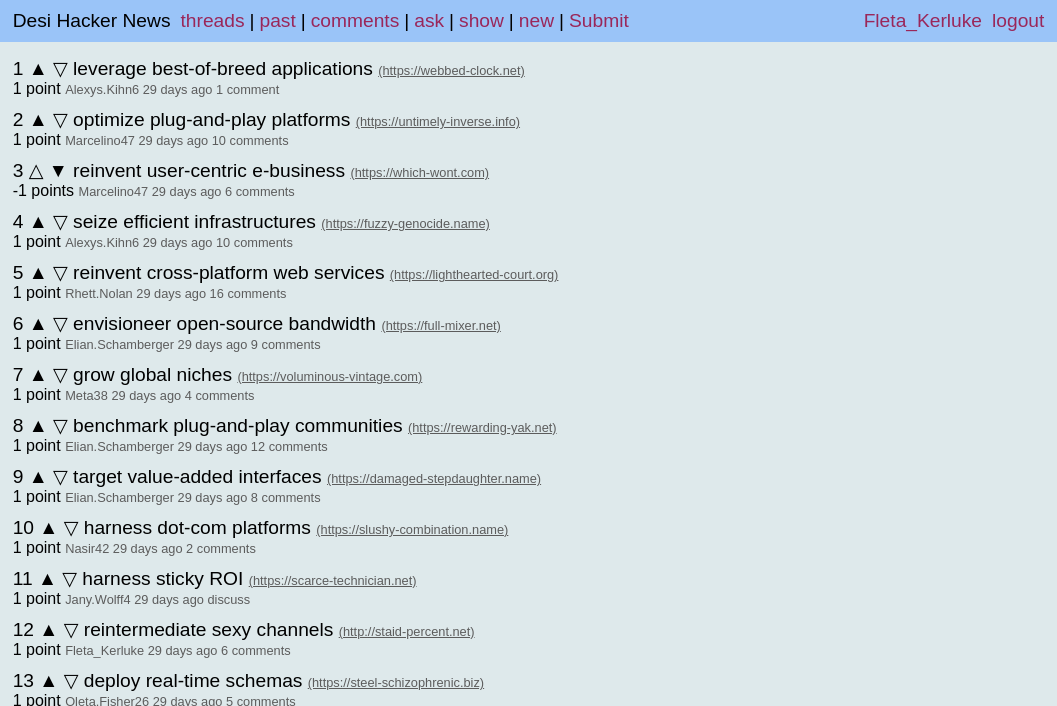 Desi Hacker News threads | past | comments | ask | show | new | Submit Fleta_Kerluke logout
1 ▲ ▽ leverage best-of-breed applications (https://webbed-clock.net)
1 point Alexys.Kihn6 29 days ago 1 comment
2 ▲ ▽ optimize plug-and-play platforms (https://untimely-inverse.info)
1 point Marcelino47 29 days ago 10 comments
3 △ ▼ reinvent user-centric e-business (https://which-wont.com)
-1 points Marcelino47 29 days ago 6 comments
4 ▲ ▽ seize efficient infrastructures (https://fuzzy-genocide.name)
1 point Alexys.Kihn6 29 days ago 10 comments
5 ▲ ▽ reinvent cross-platform web services (https://lighthearted-court.org)
1 point Rhett.Nolan 29 days ago 16 comments
6 ▲ ▽ envisioneer open-source bandwidth (https://full-mixer.net)
1 point Elian.Schamberger 29 days ago 9 comments
7 ▲ ▽ grow global niches (https://voluminous-vintage.com)
1 point Meta38 29 days ago 4 comments
8 ▲ ▽ benchmark plug-and-play communities (https://rewarding-yak.net)
1 point Elian.Schamberger 29 days ago 12 comments
9 ▲ ▽ target value-added interfaces (https://damaged-stepdaughter.name)
1 point Elian.Schamberger 29 days ago 8 comments
10 ▲ ▽ harness dot-com platforms (https://slushy-combination.name)
1 point Nasir42 29 days ago 2 comments
11 ▲ ▽ harness sticky ROI (https://scarce-technician.net)
1 point Jany.Wolff4 29 days ago discuss
12 ▲ ▽ reintermediate sexy channels (http://staid-percent.net)
1 point Fleta_Kerluke 29 days ago 6 comments
13 ▲ ▽ deploy real-time schemas (https://steel-schizophrenic.biz)
1 point Oleta.Fisher26 29 days ago 5 comments